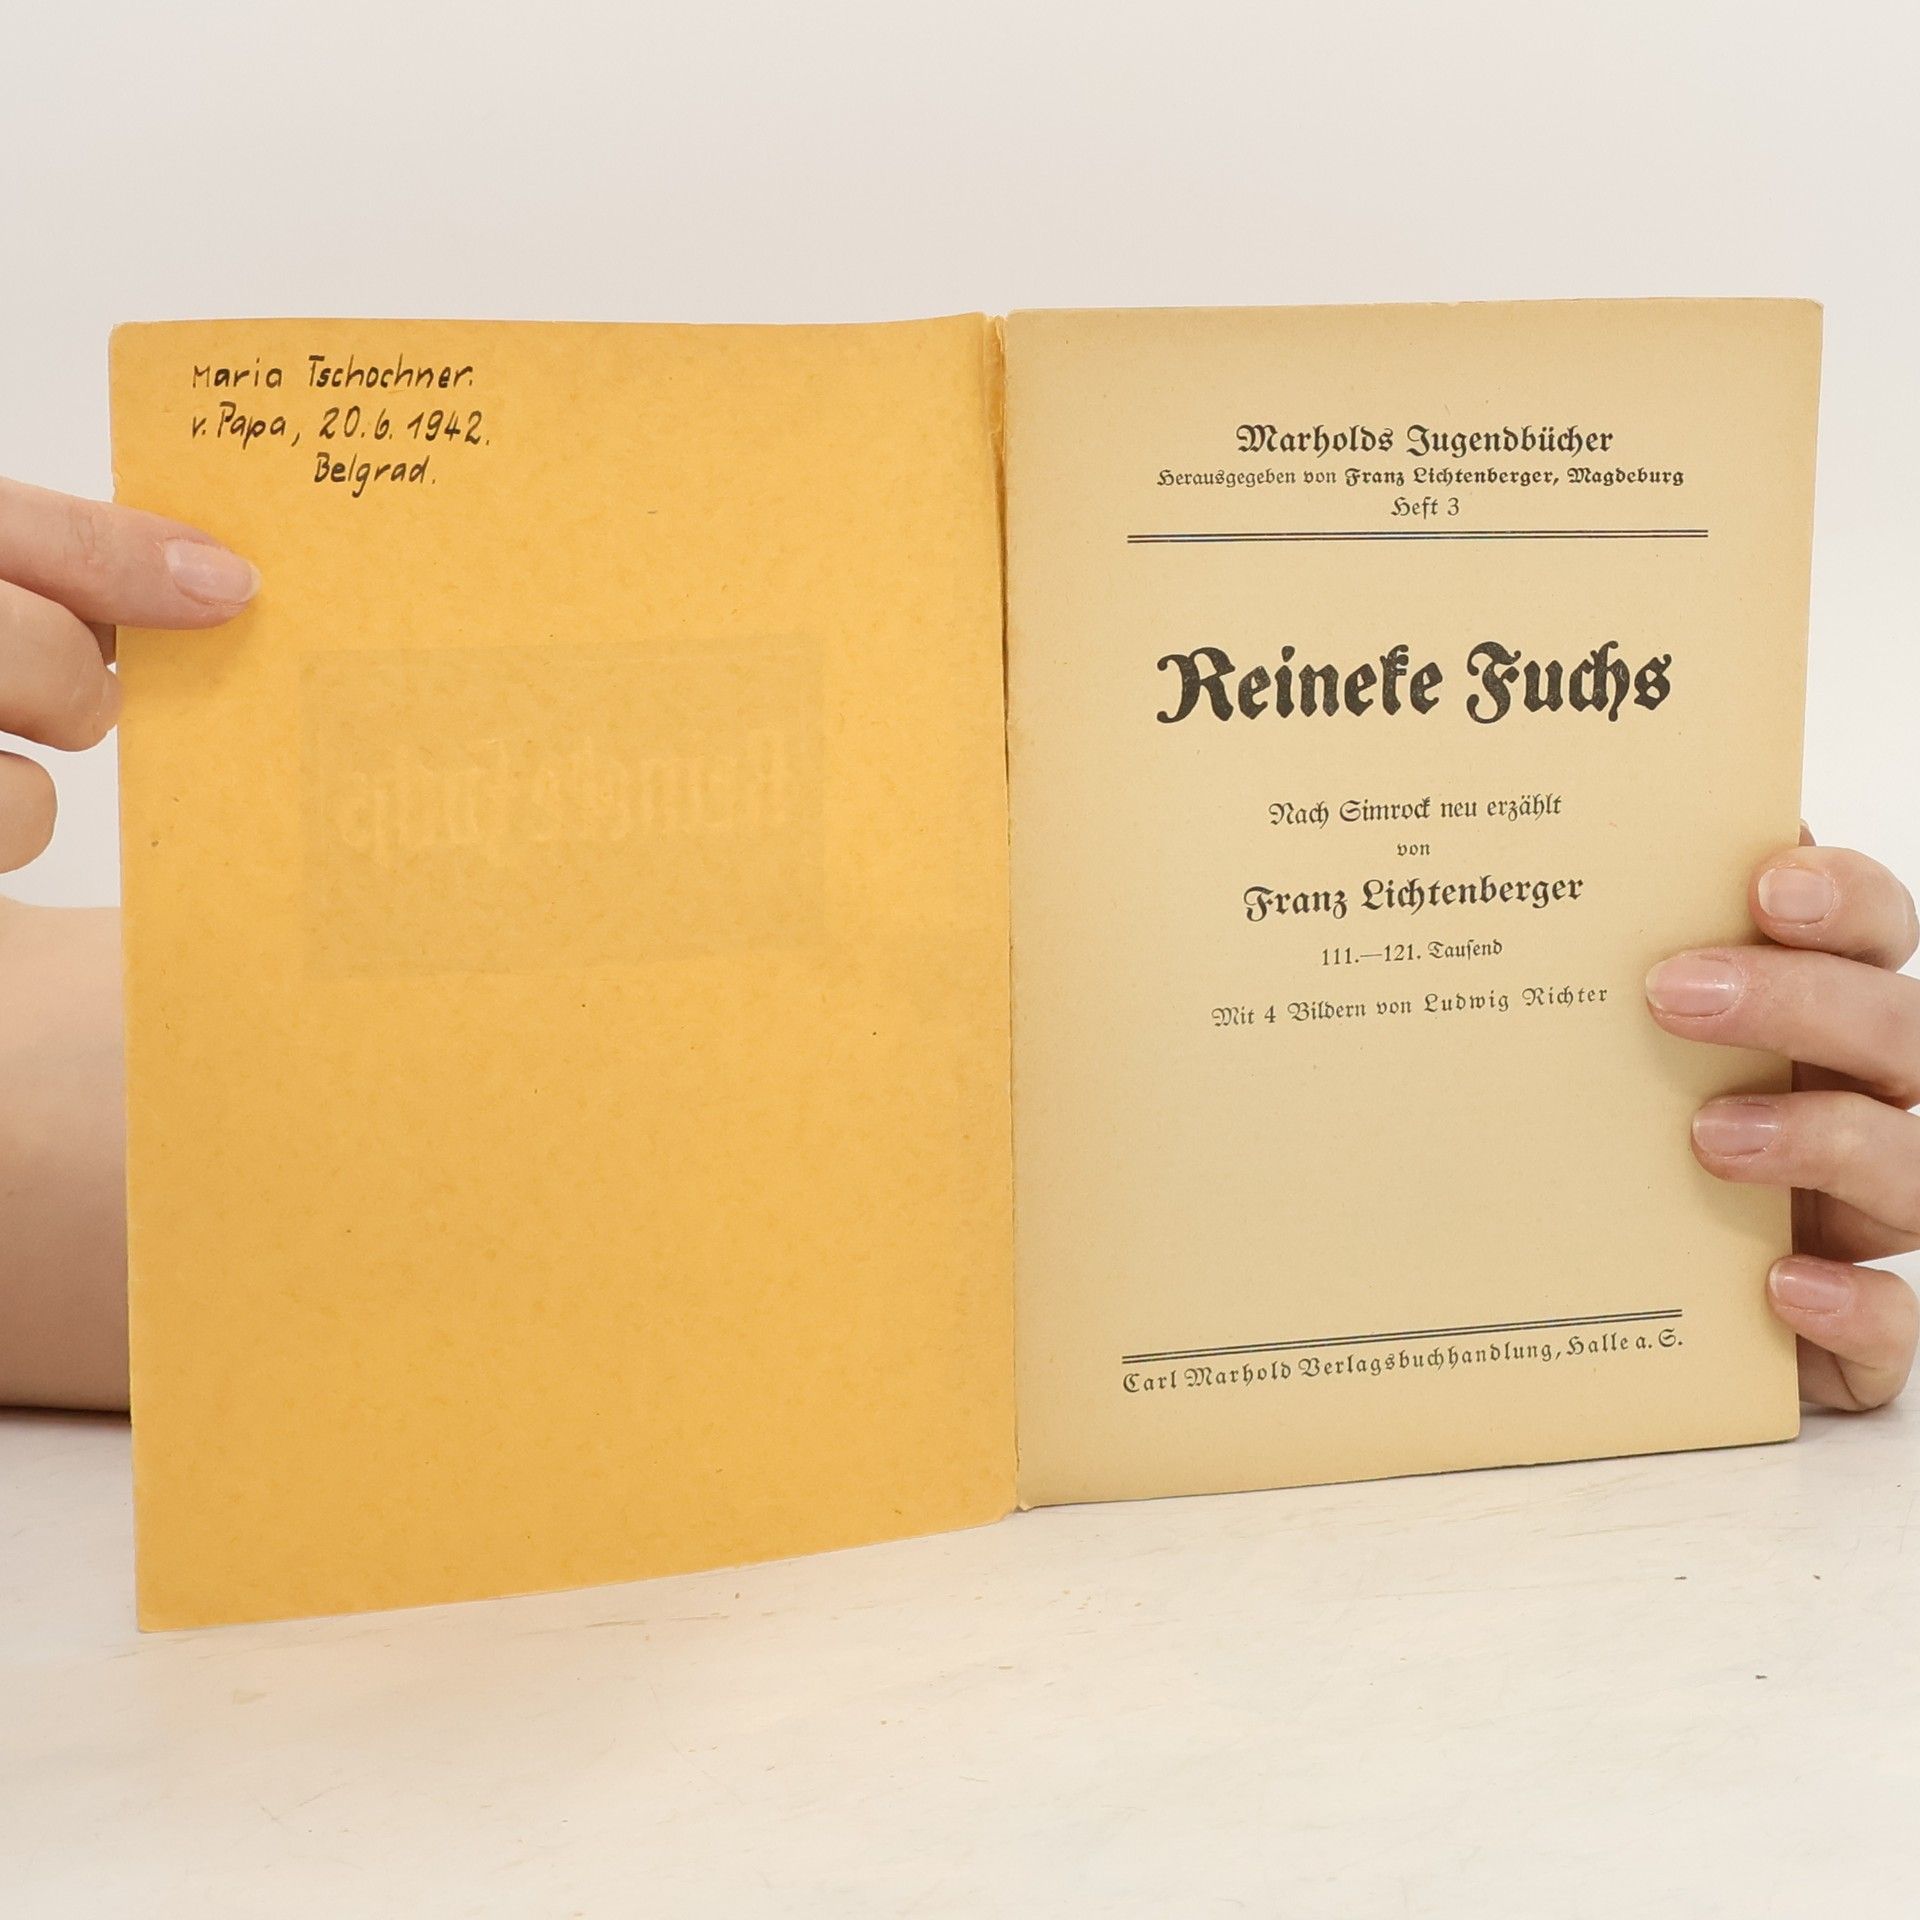 Maria Tschochner.
v. Papa, 20.6.1942.
Belgrad.
Marholds Jugendbücher
Herausgegeben von Franz Lichtenberger, Magdeburg
Heft 3
Reineke Fuchs
Nach Simrock neu erzählt
von
Franz Lichtenberger
111.—121. Tauſend
Mit 4 Bildern von Ludwig Richter
Carl Marhold Verlagsbuchhandlung, Halle a. S.